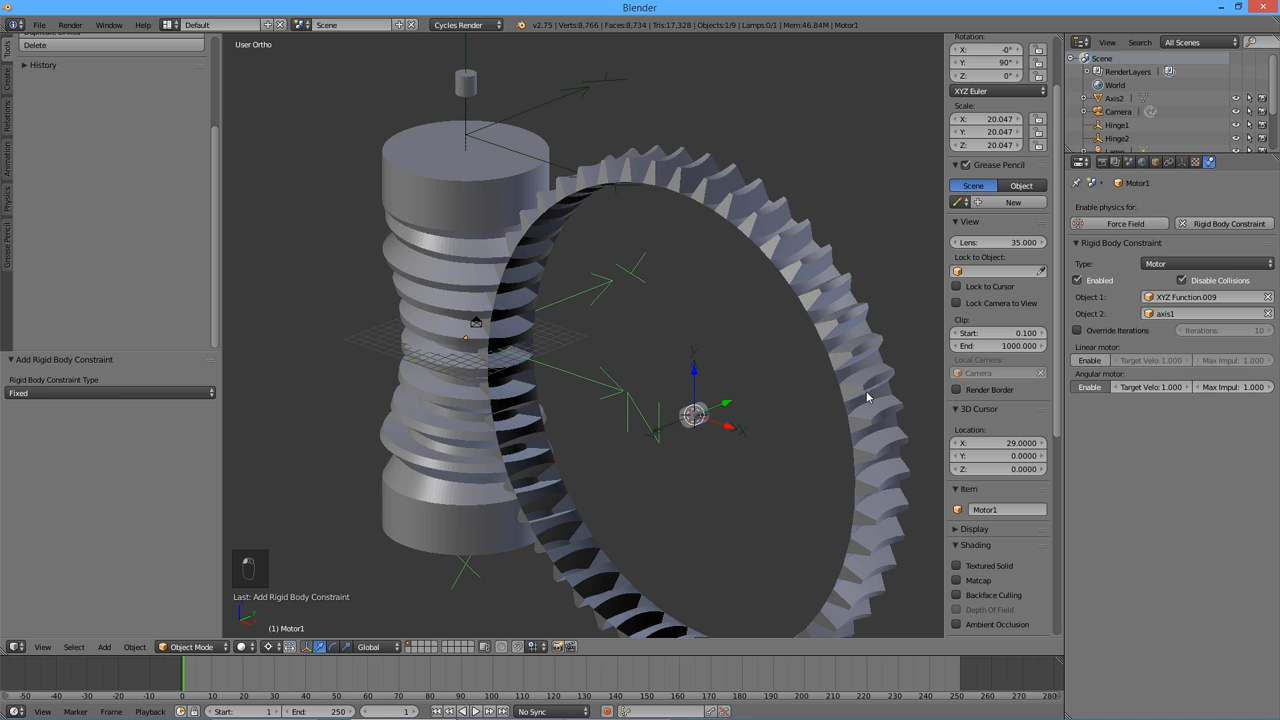 Blender
File Render Window Help Default Scene Cycles Render v2.75 | Verts:8,766 | Faces:8,734 | Tris:17,328 | Objects:1/9 | Lamps:0/1 | Mem:46.84M | Motor1
Delete
History
Add Rigid Body Constraint
Rigid Body Constraint Type
Fixed
Tools
Create
Relations
Animation
Physics
Grease Pencil
User Ortho
Y
X
Last: Add Rigid Body Constraint
(1) Motor1
View Select Add Object Object Mode Global
Rotation:
X: -0°
Y: 90°
Z: 0°
XYZ Euler
Scale:
X: 20.047
Y: 20.047
Z: 20.047
Grease Pencil
Scene Object
New
View
Lens: 35.000
Lock to Object:
Lock to Cursor
Lock Camera to View
Clip:
Start: 0.100
End: 1000.000
Local Camera:
Camera
Render Border
3D Cursor
Location:
X: 29.0000
Y: 0.0000
Z: 0.0000
Item
Motor1
Display
Shading
Textured Solid
Matcap
Backface Culling
Depth Of Field
Ambient Occlusion
View Search All Scenes
Scene
RenderLayers
World
Axis2
Camera
Hinge1
Hinge2
Motor1
Enable physics for:
Force Field Rigid Body Constraint
Rigid Body Constraint
Type: Motor
Enabled Disable Collisions
Object 1: XYZ Function.009
Object 2: axis1
Override Iterations Iterations: 10
Linear motor:
Enable Target Velo: 1.000 Max Impul: 1.000
Angular motor:
Enable Target Velo: 1.000 Max Impul: 1.000
-50 -40 -30 -20 -10 0 10 20 30 40 50 60 70 80 90 100 110 120 130 140 150 160 170 180 190 200 210 220 230 240 250 260 270 280
View Marker Frame Playback Start: 1 End: 250 1 No Sync